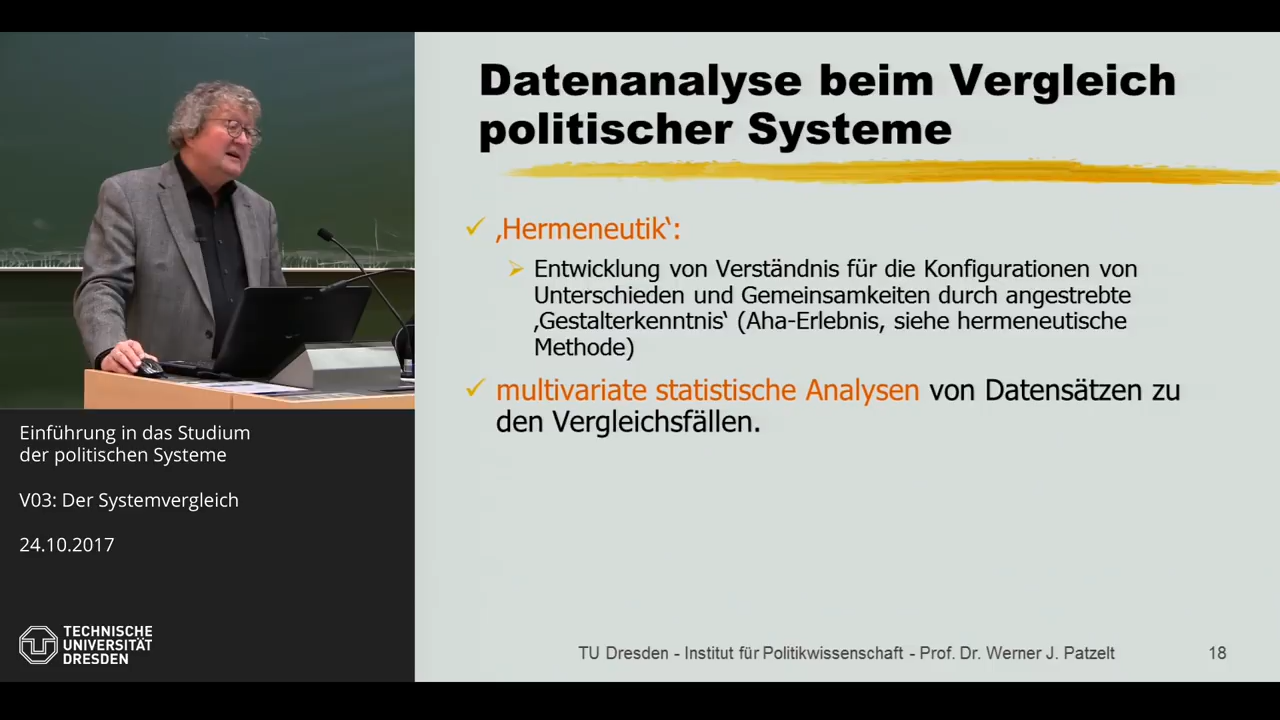 Datenanalyse beim Vergleich
politischer Systeme
‚Hermeneutik‘:
Entwicklung von Verständnis für die Konfigurationen von
Unterschieden und Gemeinsamkeiten durch angestrebte
‚Gestalterkenntnis‘ (Aha-Erlebnis, siehe hermeneutische
Methode)
multivariate statistische Analysen von Datensätzen zu
den Vergleichsfällen.
TU Dresden - Institut für Politikwissenschaft - Prof. Dr. Werner J. Patzelt
18
Einführung in das Studium
der politischen Systeme
V03: Der Systemvergleich
24.10.2017
TECHNISCHE
UNIVERSITÄT
DRESDEN